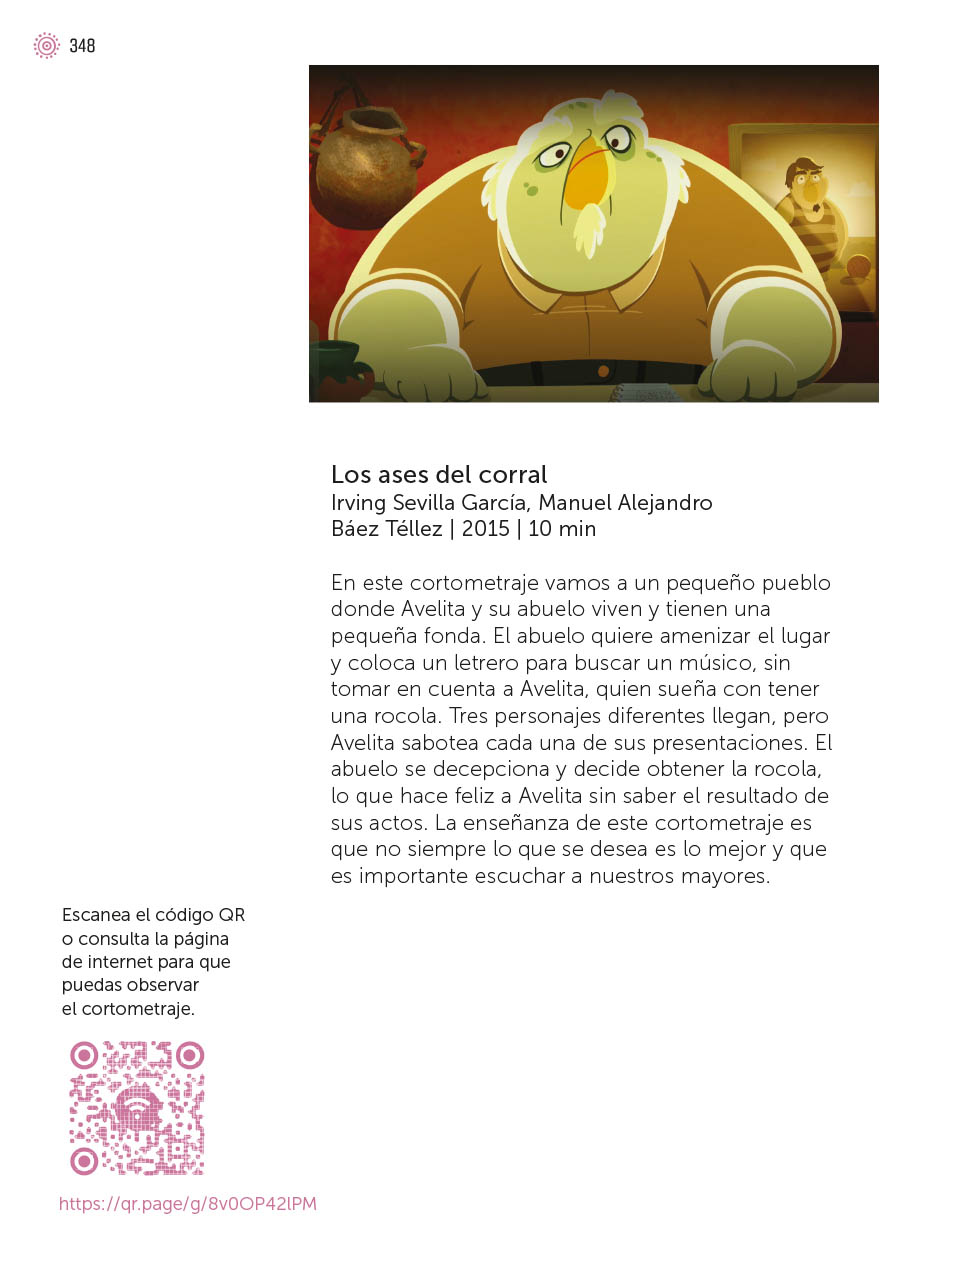 348
Los ases del corral
Irving Sevilla García, Manuel Alejandro
Báez Téllez | 2015 | 10 min
En este cortometraje vamos a un pequeño pueblo
donde Avelita y su abuelo viven y tienen una
pequeña fonda. El abuelo quiere amenizar el lugar
y coloca un letrero para buscar un músico, sin
tomar en cuenta a Avelita, quien sueña con tener
una rocola. Tres personajes diferentes llegan, pero
Avelita sabotea cada una de sus presentaciones. El
abuelo se decepciona y decide obtener la rocola,
lo que hace feliz a Avelita sin saber el resultado de
sus actos. La enseñanza de este cortometraje es
que no siempre lo que se desea es lo mejor y que
es importante escuchar a nuestros mayores.
Escanea el código QR
o consulta la página
de internet para que
puedas observar
el cortometraje.
https://qr.page/g/8v0OP42lPM